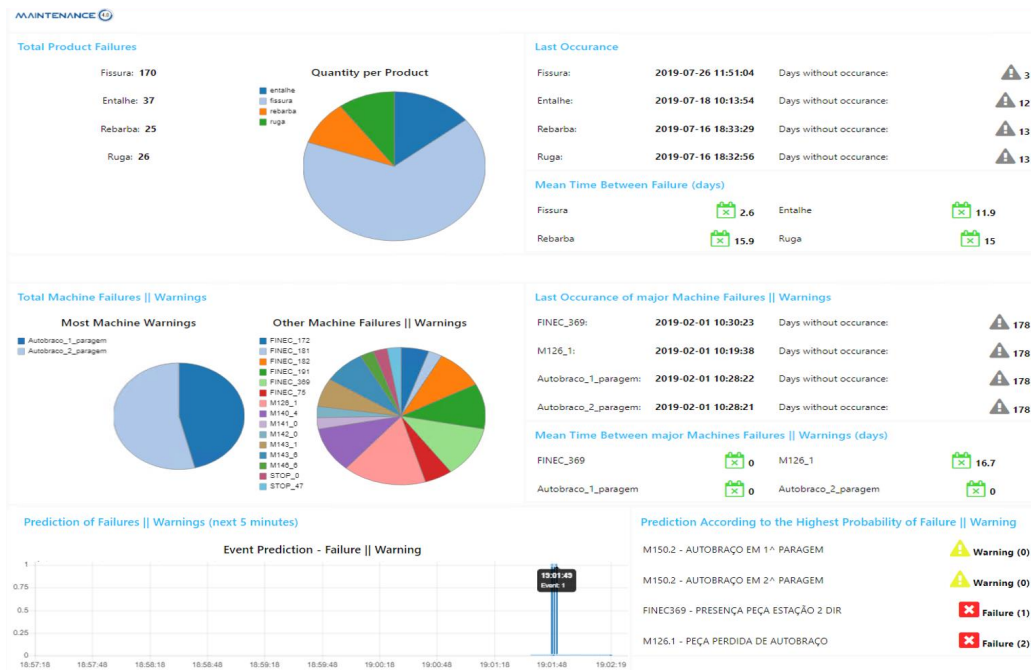 MAINTENANCE 4.0
Total Product Failures
Fissura: 170
Entalhe: 37
Rebarba: 25
Ruga: 26
Quantity per Product
entalhe
fissura
rebarba
ruga
Last Occurance
Fissura: 2019-07-26 11:51:04 Days without occurance: 3
Entalhe: 2019-07-18 10:13:54 Days without occurance: 12
Rebarba: 2019-07-16 18:33:29 Days without occurance: 13
Ruga: 2019-07-16 18:32:56 Days without occurance: 13
Mean Time Between Failure (days)
Fissura 2.6 Entalhe 11.9
Rebarba 15.9 Ruga 15
Total Machine Failures || Warnings
Most Machine Warnings
Autobraco_1_paragem
Autobraco_2_paragem
Other Machine Failures || Warnings
FINEC_172
FINEC_181
FINEC_182
FINEC_191
FINEC_369
FINEC_75
M126_1
M140_4
M141_0
M142_0
M143_1
M143_6
M146_6
STOP_0
STOP_47
Last Occurance of major Machine Failures || Warnings
FINEC_369: 2019-02-01 10:30:23 Days without occurance: 178
M126_1: 2019-02-01 10:19:38 Days without occurance: 178
Autobraco_1_paragem: 2019-02-01 10:28:22 Days without occurance: 178
Autobraco_2_paragem: 2019-02-01 10:28:21 Days without occurance: 178
Mean Time Between major Machines Failures || Warnings (days)
FINEC_369 0 M126_1 16.7
Autobraco_1_paragem 0 Autobraco_2_paragem 0
Prediction of Failures || Warnings (next 5 minutes)
Event Prediction - Failure || Warning
1
0.75
0.5
0.25
0
19:01:49
Event: 1
18:57:18 18:57:48 18:58:18 18:58:48 18:59:18 18:59:48 19:00:18 19:00:48 19:01:18 19:01:48 19:02:19
Prediction According to the Highest Probability of Failure || Warning
M150.2 - AUTOBRAÇO EM 1^ PARAGEM Warning (0)
M150.2 - AUTOBRAÇO EM 2^ PARAGEM Warning (0)
FINEC369 - PRESENÇA PEÇA ESTAÇÃO 2 DIR Failure (1)
M126.1 - PEÇA PERDIDA DE AUTOBRAÇO Failure (2)